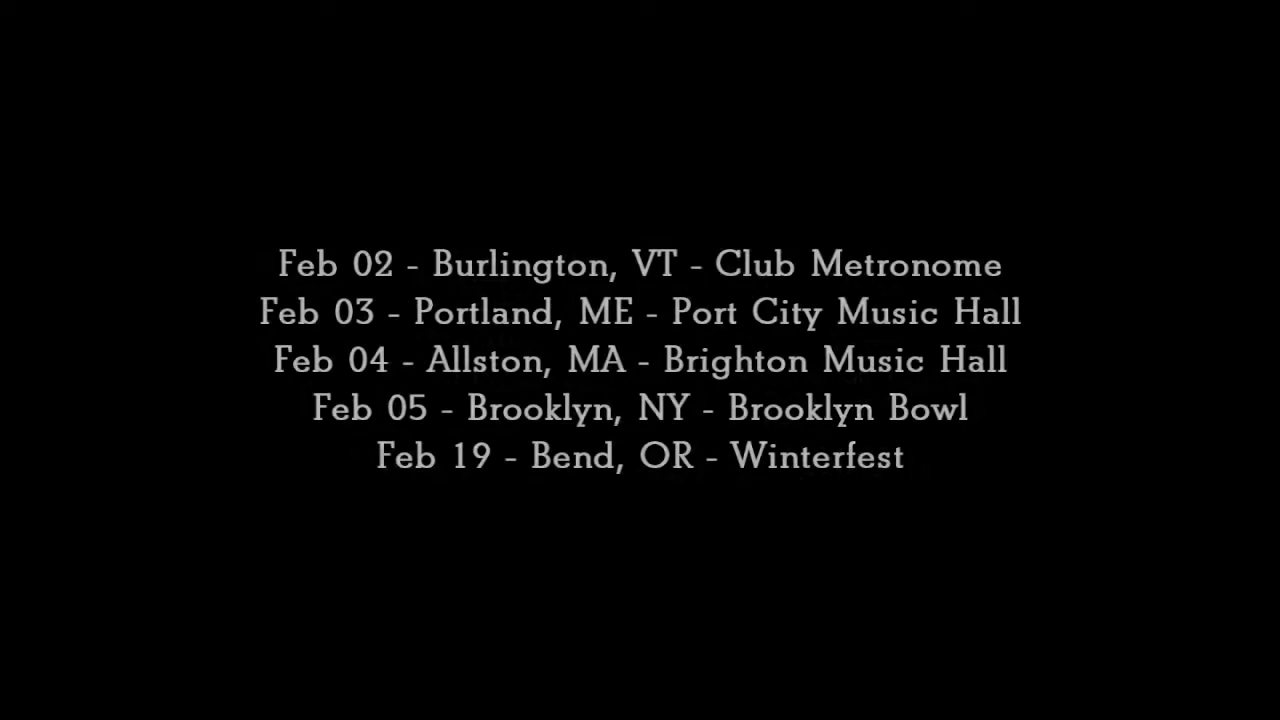 Feb 02 - Burlington, VT - Club Metronome
Feb 03 - Portland, ME - Port City Music Hall
Feb 04 - Allston, MA - Brighton Music Hall
Feb 05 - Brooklyn, NY - Brooklyn Bowl
Feb 19 - Bend, OR - Winterfest